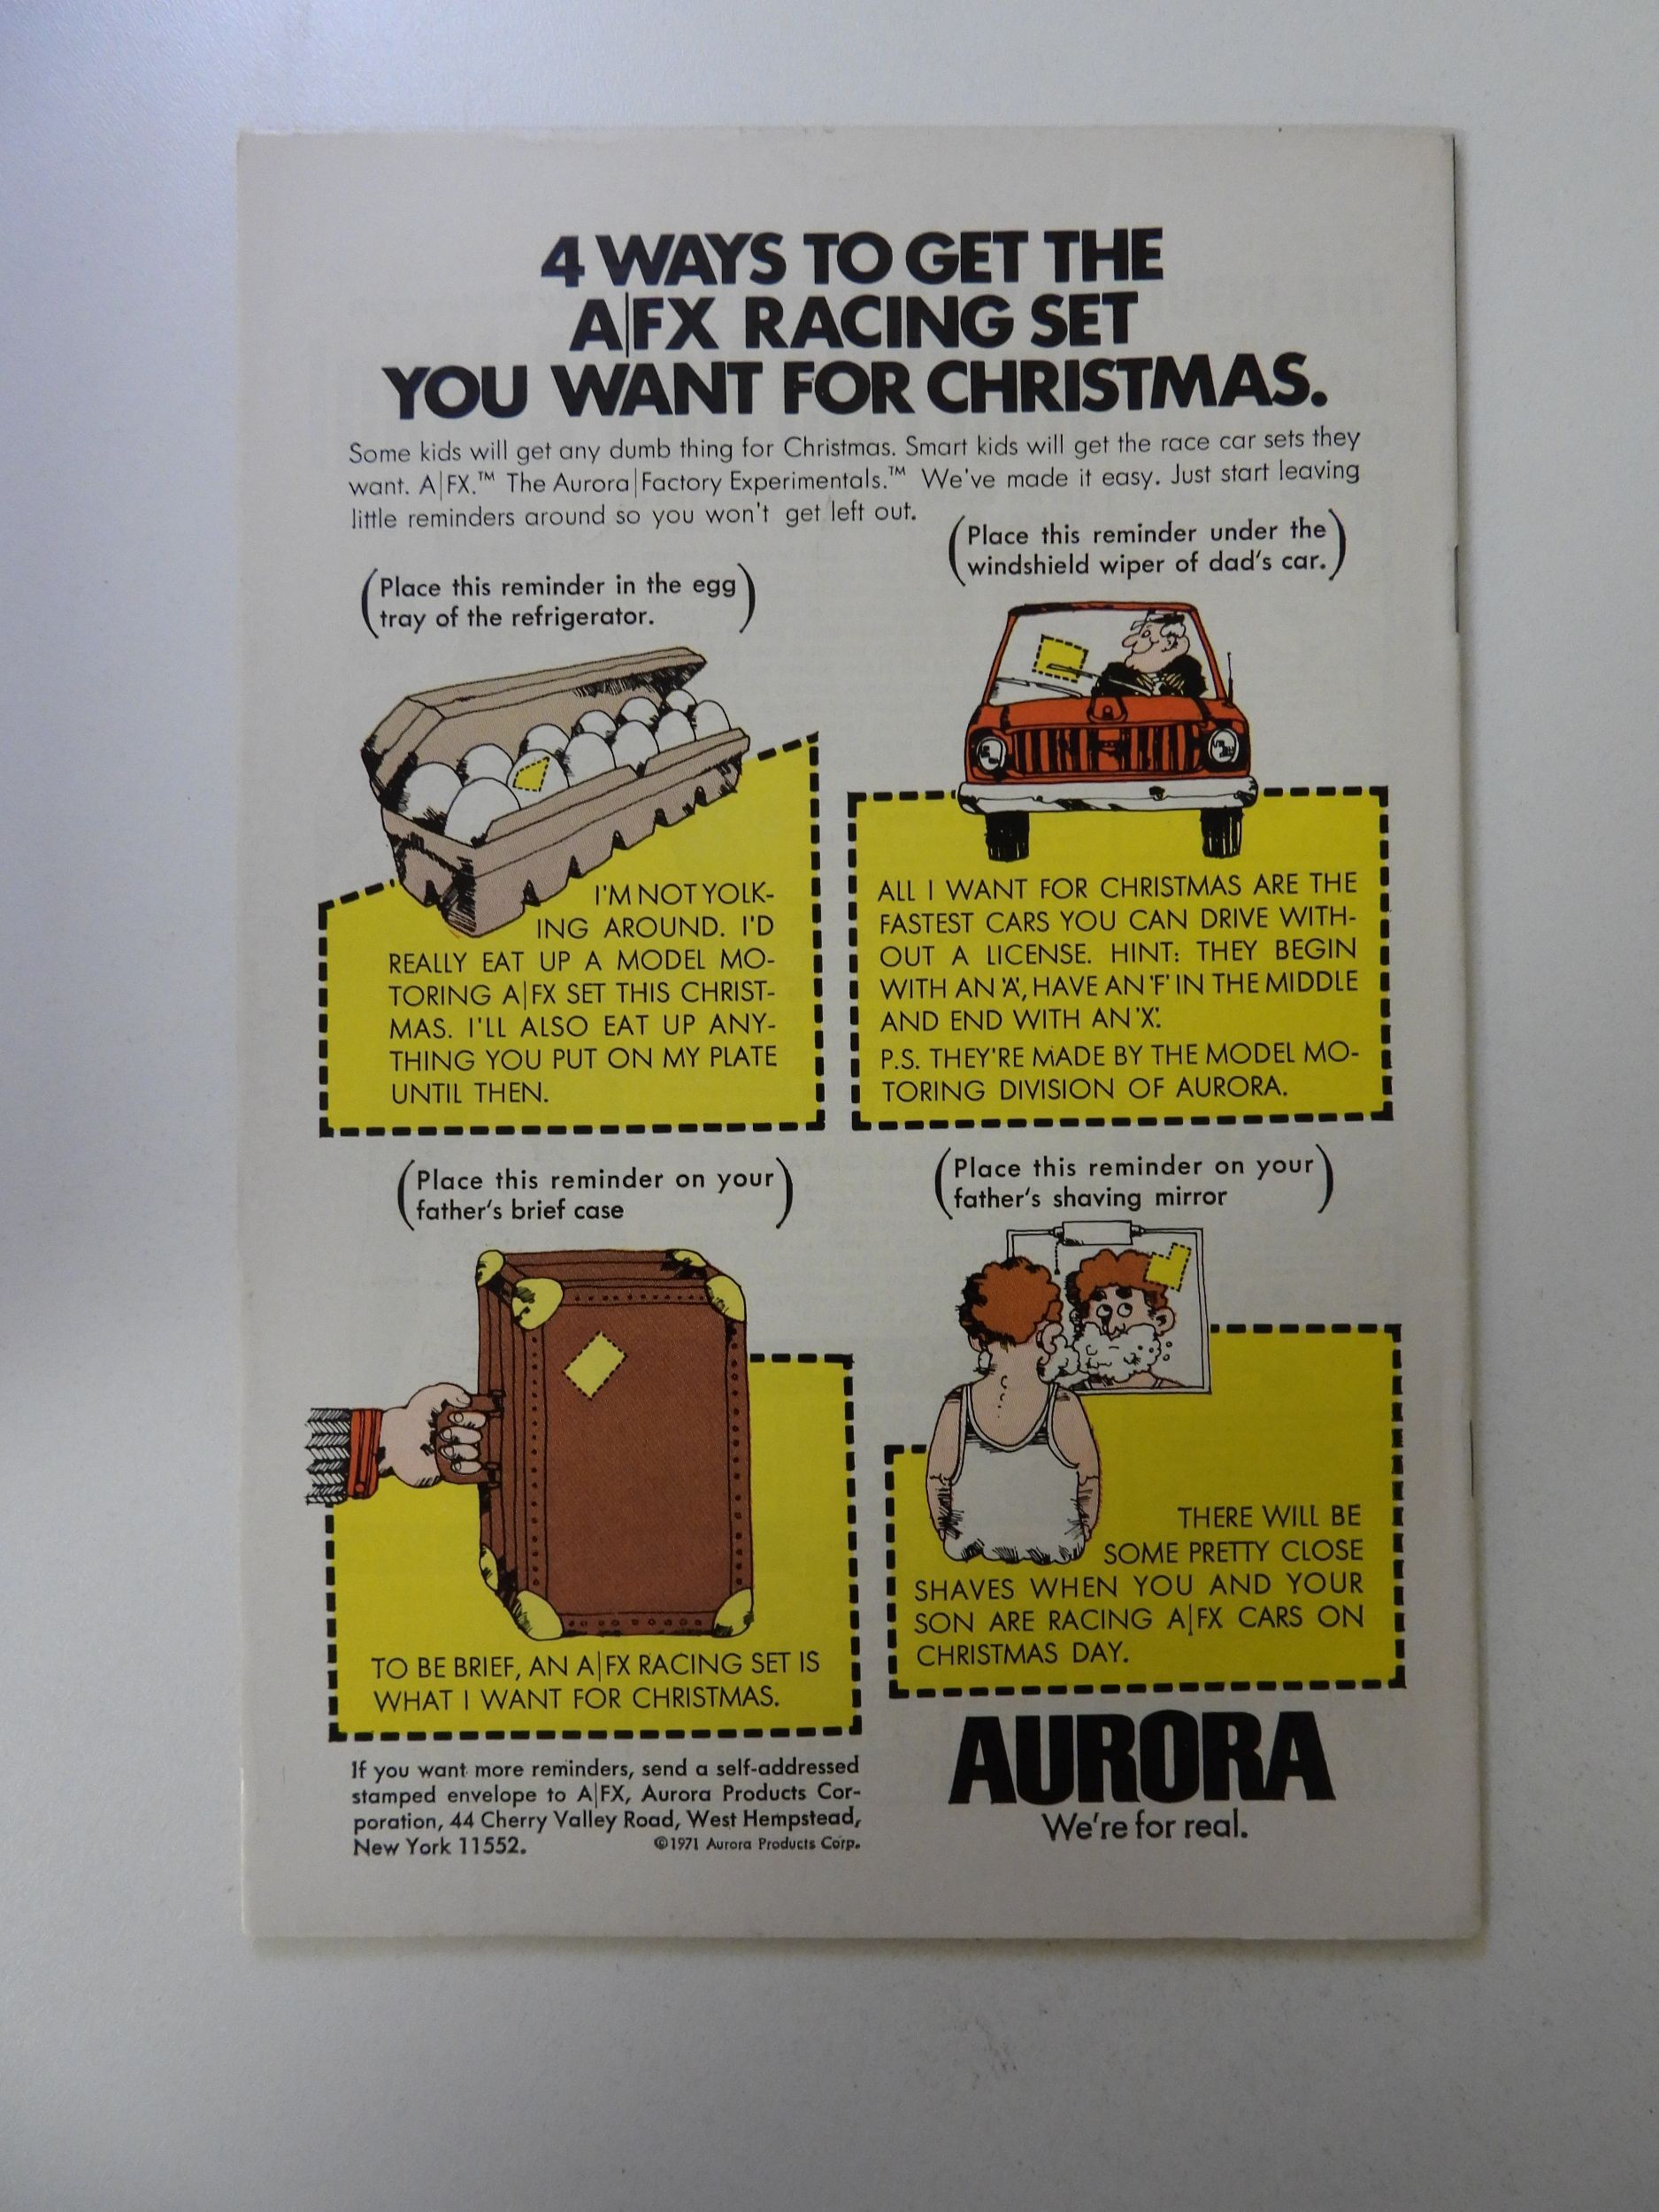 4 WAYS TO GET THE
A|FX RACING SET
YOU WANT FOR CHRISTMAS.
Some kids will get any dumb thing for Christmas. Smart kids will get the race car sets they
want. A|FX.™ The Aurora|Factory Experimentals.™ We've made it easy. Just start leaving
little reminders around so you won't get left out.
(Place this reminder in the egg
tray of the refrigerator.)
I'M NOT YOLK-
ING AROUND. I'D
REALLY EAT UP A MODEL MO-
TORING A|FX SET THIS CHRIST-
MAS. I'LL ALSO EAT UP ANY-
THING YOU PUT ON MY PLATE
UNTIL THEN.
(Place this reminder under the
windshield wiper of dad's car.)
ALL I WANT FOR CHRISTMAS ARE THE
FASTEST CARS YOU CAN DRIVE WITH-
OUT A LICENSE. HINT: THEY BEGIN
WITH AN 'A', HAVE AN 'F' IN THE MIDDLE
AND END WITH AN 'X'.
P.S. THEY'RE MADE BY THE MODEL MO-
TORING DIVISION OF AURORA.
(Place this reminder on your
father's brief case)
TO BE BRIEF, AN A|FX RACING SET IS
WHAT I WANT FOR CHRISTMAS.
(Place this reminder on your
father's shaving mirror)
THERE WILL BE
SOME PRETTY CLOSE
SHAVES WHEN YOU AND YOUR
SON ARE RACING A|FX CARS ON
CHRISTMAS DAY.
If you want more reminders, send a self-addressed
stamped envelope to A|FX, Aurora Products Cor-
poration, 44 Cherry Valley Road, West Hempstead,
New York 11552. ©1971 Aurora Products Corp.
AURORA
We're for real.